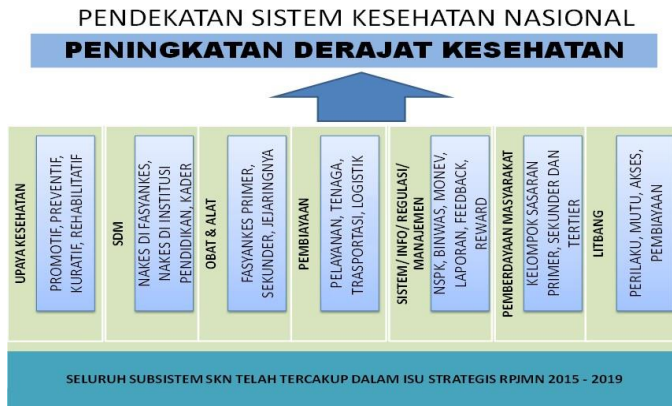 PENDEKATAN SISTEM KESEHATAN NASIONAL
PENINGKATAN DERAJAT KESEHATAN
UPAYA KESEHATAN
PROMOTIF, PREVENTIF,
KURATIF, REHABILITATIF
SDM
NAKES DI FASYANKES,
NAKES DI INSTITUSI
PENDIDIKAN, KADER
OBAT & ALAT
FASYANKES PRIMER,
SEKUNDER, JEJARINGNYA
PEMBIAYAAN
PELAYANAN, TENAGA,
TRASPORTASI, LOGISTIK
SISTEM/ INFO/ REGULASI/
MANAJEMEN
NSPK, BINWAS, MONEV,
LAPORAN, FEEDBACK,
REWARD
PEMBERDAYAAN MASYARAKAT
KELOMPOK SASARAN
PRIMER, SEKUNDER DAN
TERTIER
LITBANG
PERILAKU, MUTU, AKSES,
PEMBIAYAAN
SELURUH SUBSISTEM SKN TELAH TERCAKUP DALAM ISU STRATEGIS RPJMN 2015 - 2019